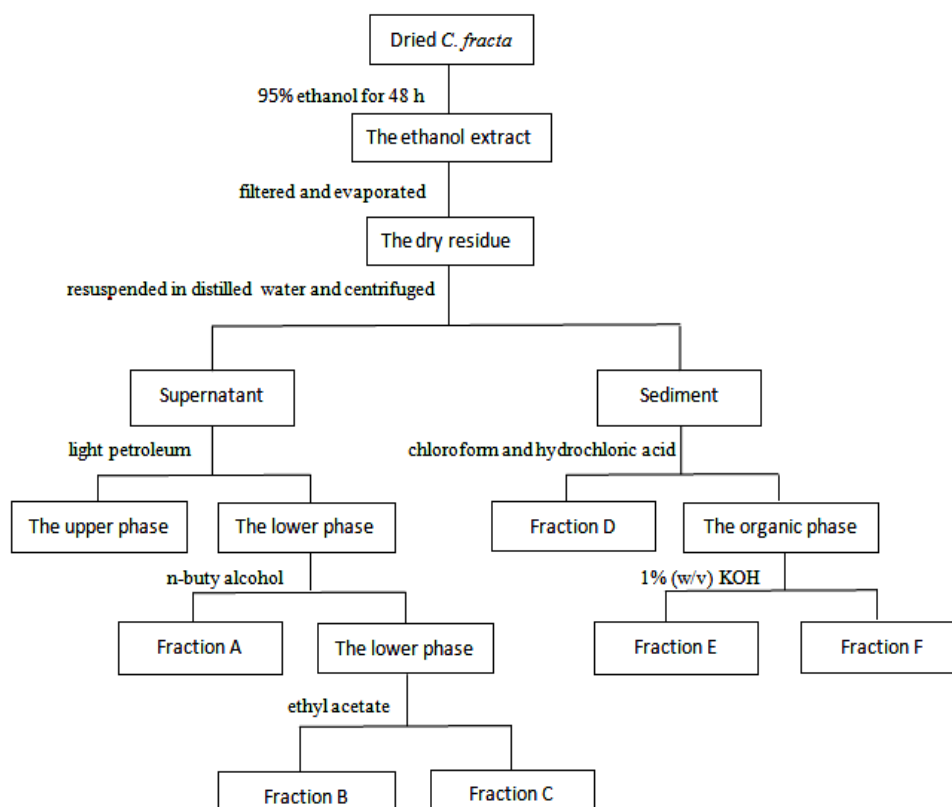 Dried C. fracta
95% ethanol for 48 h
The ethanol extract
filtered and evaporated
The dry residue
resuspended in distilled water and centrifuged
Supernatant
Sediment
light petroleum
chloroform and hydrochloric acid
The upper phase
The lower phase
Fraction D
The organic phase
n-buty alcohol
1% (w/v) KOH
Fraction A
The lower phase
Fraction E
Fraction F
ethyl acetate
Fraction B
Fraction C